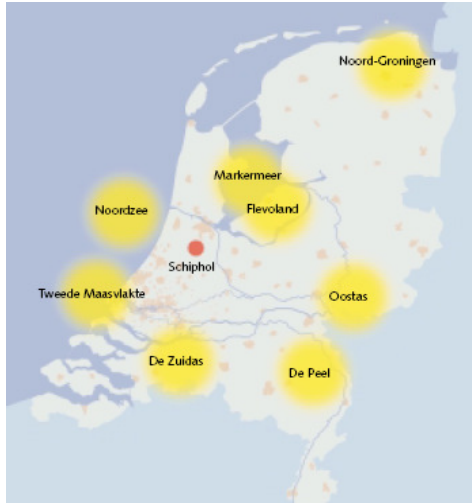 Noord-Groningen
Markermeer
Flevoland
Noordzee
Schiphol
Tweede Maasvlakte
Oostas
De Zuidas
De Peel